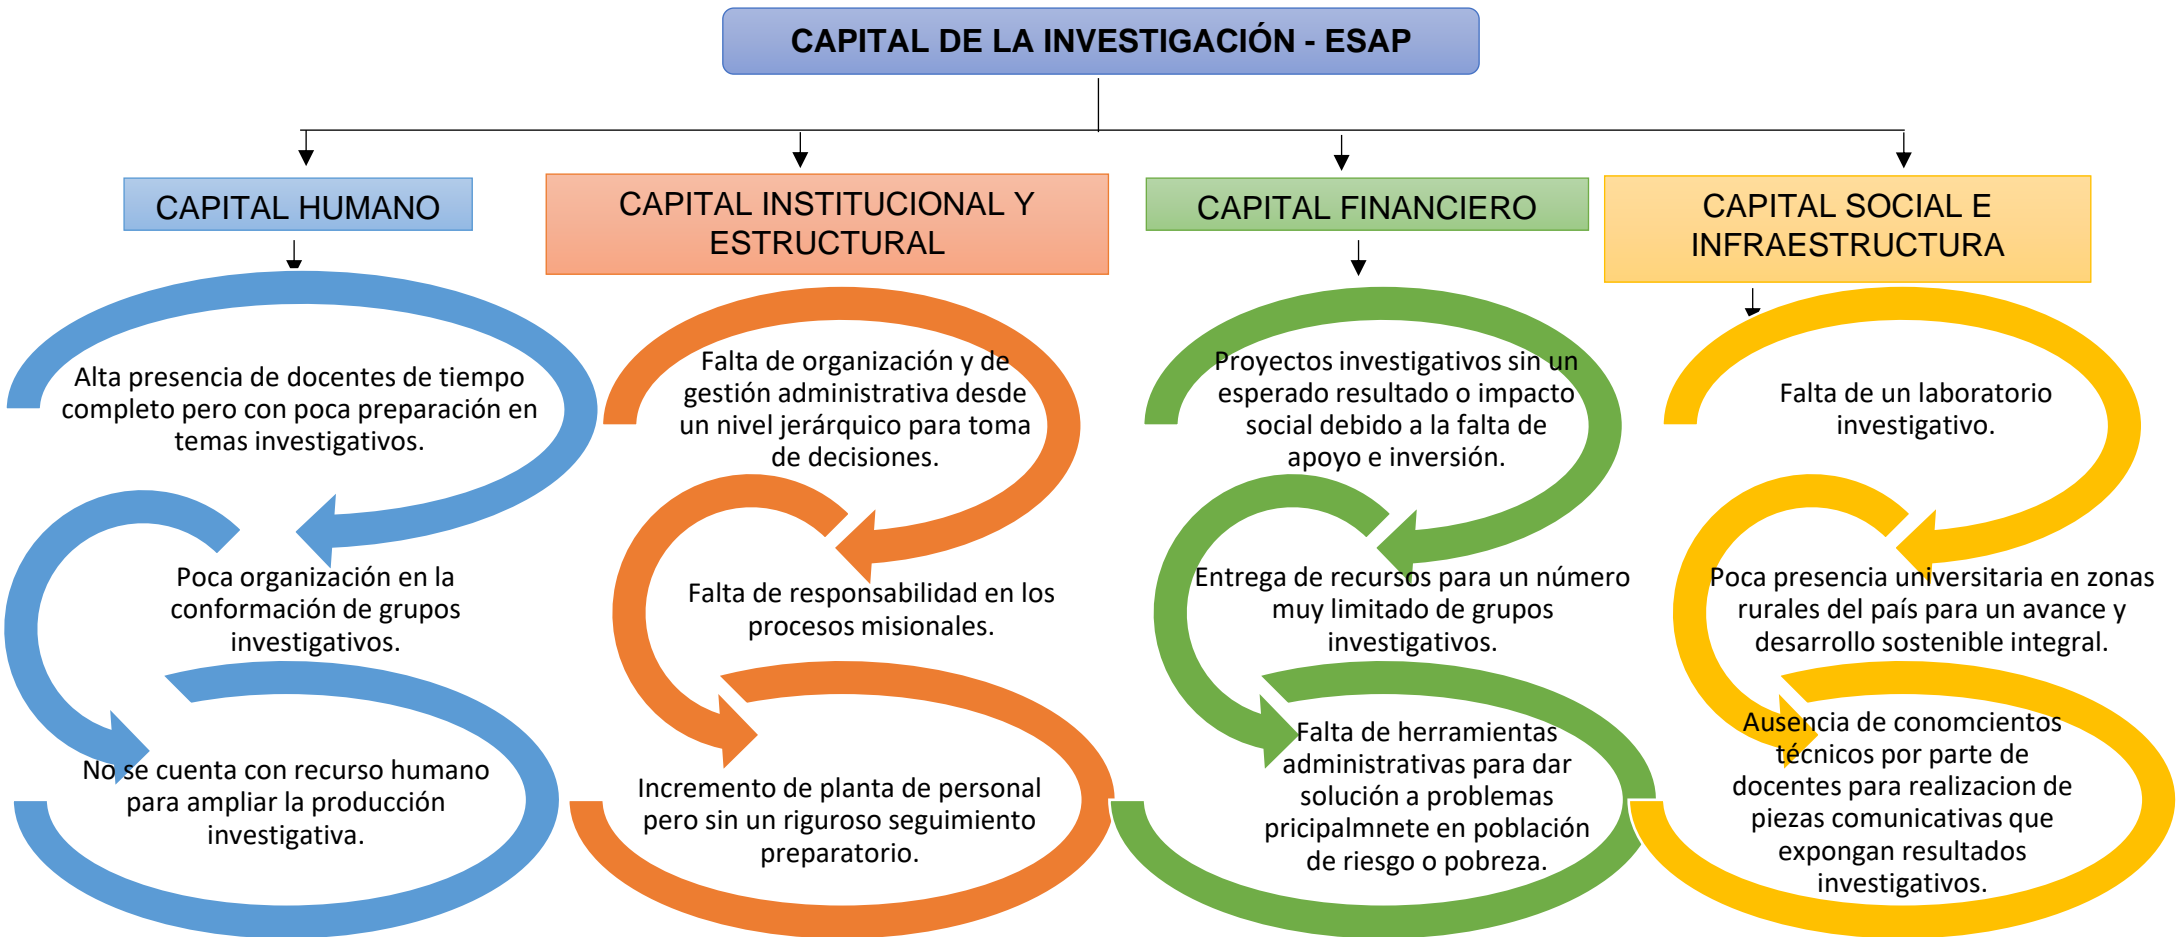 CAPITAL DE LA INVESTIGACIÓN - ESAP
CAPITAL HUMANO
Alta presencia de docentes de tiempo
completo pero con poca preparación en
temas investigativos.
Poca organización en la
conformación de grupos
investigativos.
No se cuenta con recurso humano
para ampliar la producción
investigativa.
CAPITAL INSTITUCIONAL Y
ESTRUCTURAL
Falta de organización y de
gestión administrativa desde
un nivel jerárquico para toma
de decisiones.
Falta de responsabilidad en los
procesos misionales.
Incremento de planta de personal
pero sin un riguroso seguimiento
preparatorio.
CAPITAL FINANCIERO
Proyectos investigativos sin un
esperado resultado o impacto
social debido a la falta de
apoyo e inversión.
Entrega de recursos para un número
muy limitado de grupos
investigativos.
Falta de herramientas
administrativas para dar
solución a problemas
pricipalmnete en población
de riesgo o pobreza.
CAPITAL SOCIAL E
INFRAESTRUCTURA
Falta de un laboratorio
investigativo.
Poca presencia universitaria en zonas
rurales del país para un avance y
desarrollo sostenible integral.
Ausencia de conomcientos
técnicos por parte de
docentes para realizacion de
piezas comunicativas que
expongan resultados
investigativos.